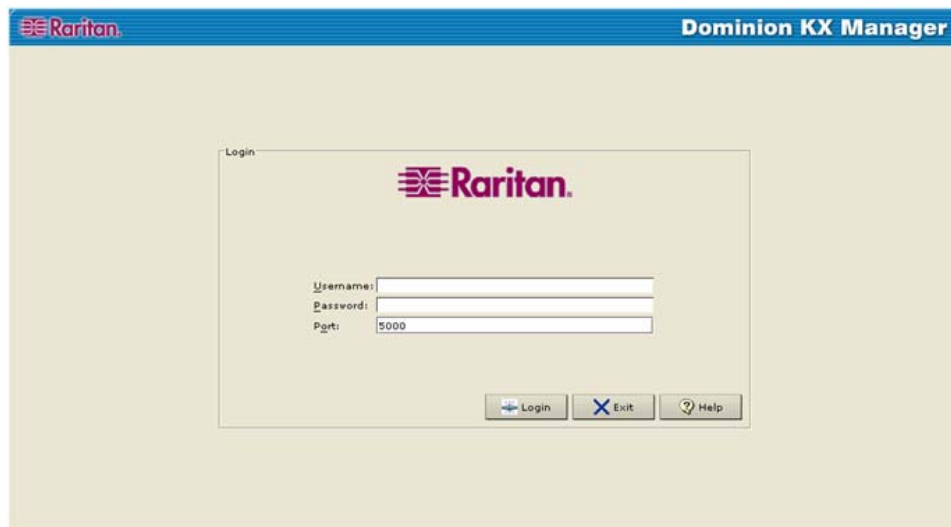 Raritan.
Dominion KX Manager
Login
Raritan.
Username:
Password:
Port: 5000
Login Exit Help